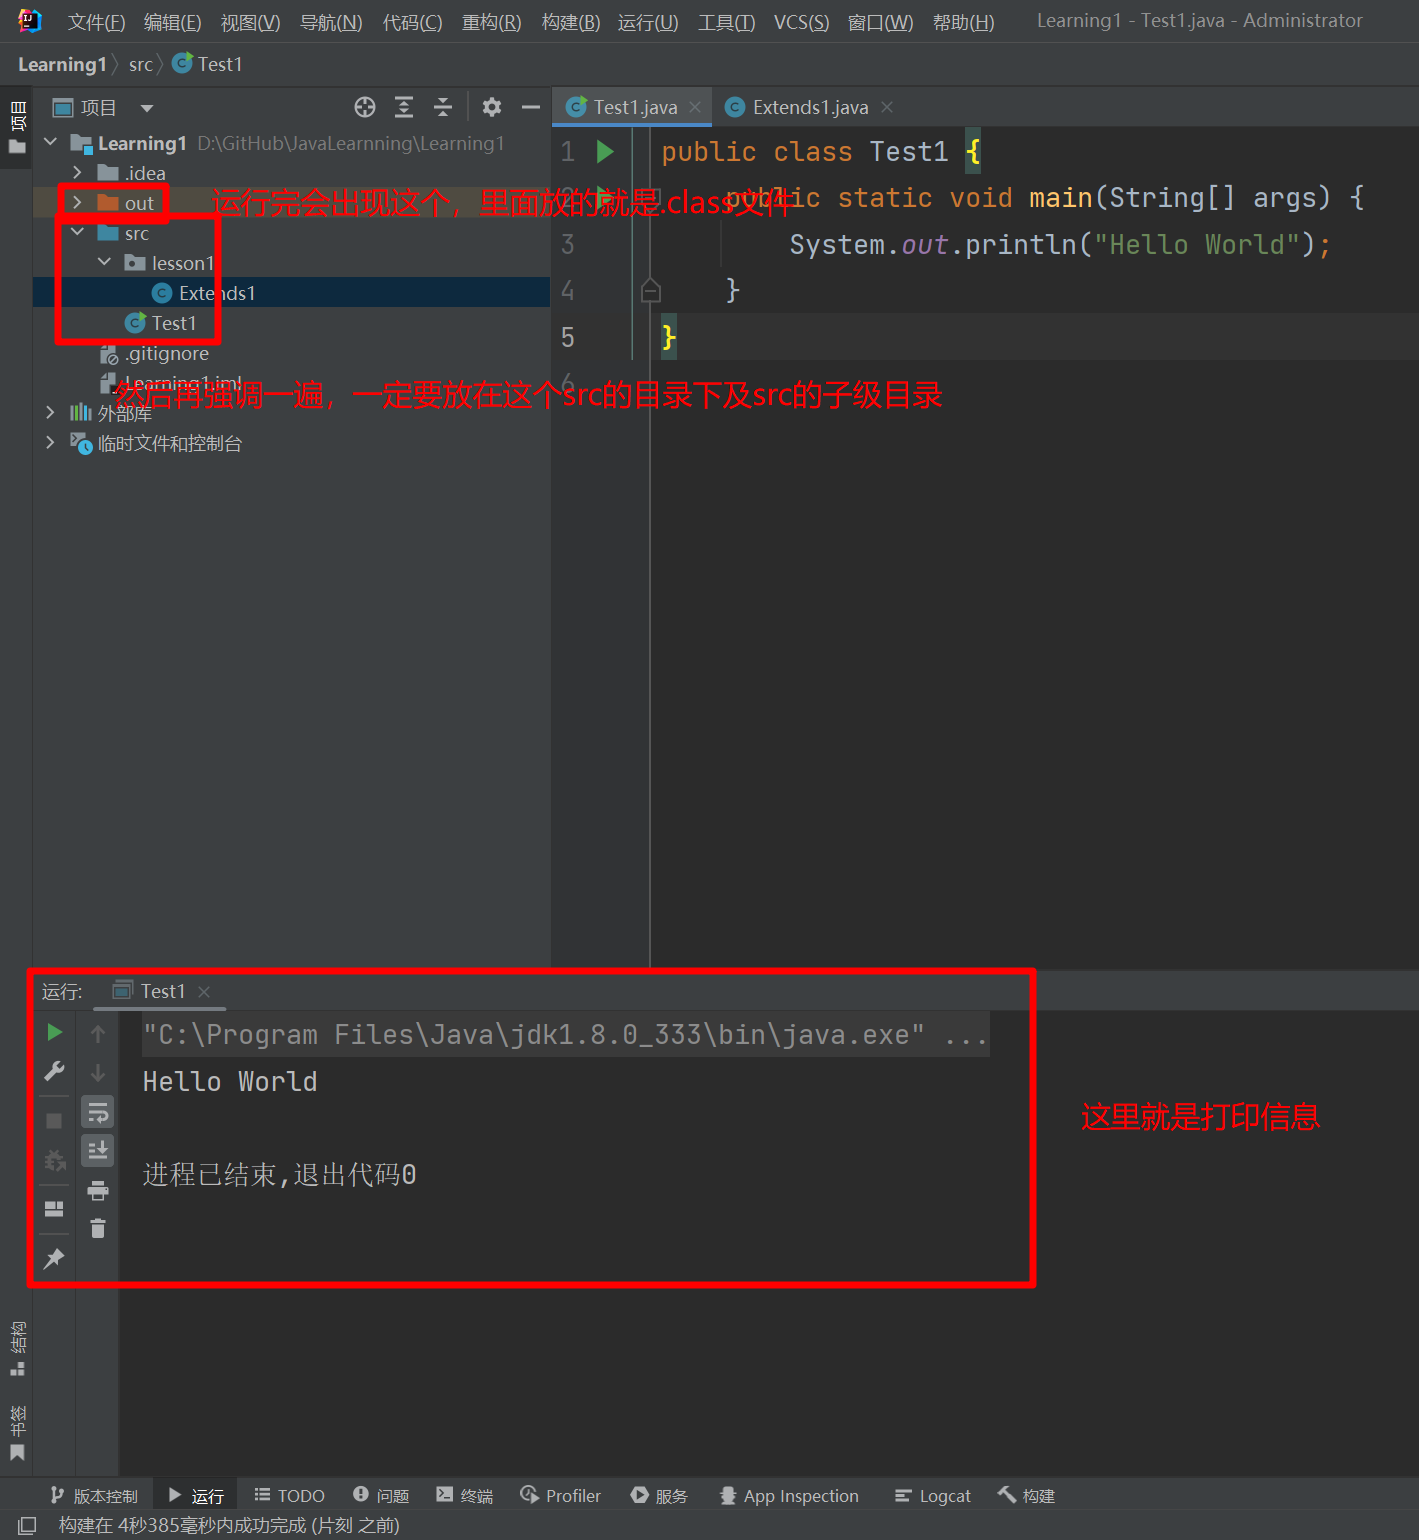 文件(F) 编辑(E) 视图(V) 导航(N) 代码(C) 重构(R) 构建(B) 运行(U) 工具(T) VCS(S) 窗口(W) 帮助(H) Learning1 - Test1.java - Administrator
Learning1 src Test1
项目
项目
Test1.java Extends1.java
Learning1 D:\GitHub\JavaLearnning\Learning1
.idea
out
运行完会出现这个，里面放的就是.class文件
src
lesson1
Extends1
Test1
.gitignore
Learning1.iml
然后再强调一遍，一定要放在这个src的目录下及src的子级目录
外部库
临时文件和控制台
1 public class Test1 {
2 public static void main(String[] args) {
3 System.out.println("Hello World");
4 }
5 }
6
运行: Test1
"C:\Program Files\Java\jdk1.8.0_333\bin\java.exe" ...
Hello World
这里就是打印信息
进程已结束,退出代码0
结构
书签
版本控制 运行 TODO 问题 终端 Profiler 服务 App Inspection Logcat 构建
构建在 4秒385毫秒内成功完成 (片刻 之前)